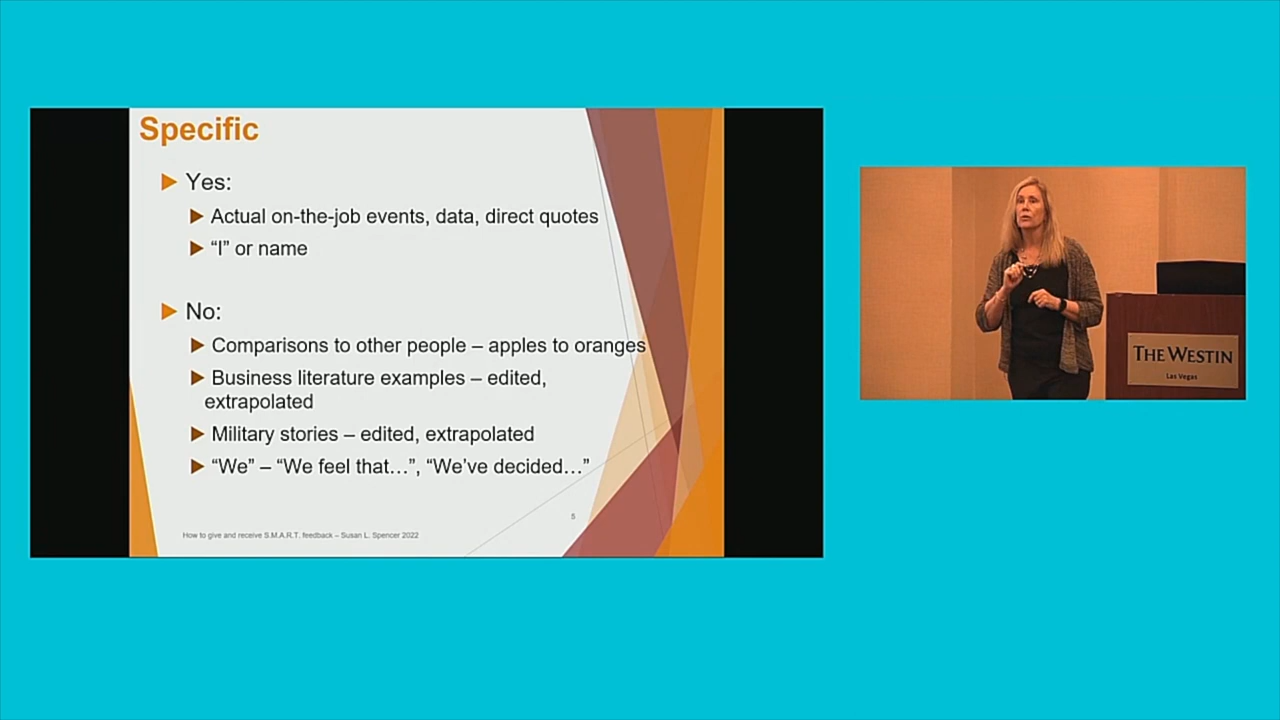 Specific
Yes:
Actual on-the-job events, data, direct quotes
“I” or name
No:
Comparisons to other people – apples to oranges
Business literature examples – edited,
extrapolated
Military stories – edited, extrapolated
“We” – “We feel that…”, “We’ve decided…”
5
How to give and receive S.M.A.R.T. feedback – Susan L. Spencer 2022
THE WESTIN
Las Vegas